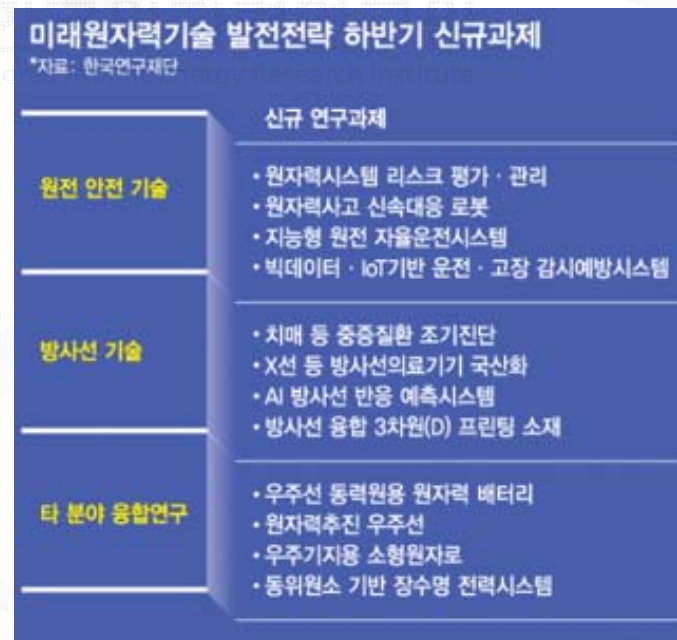 미래원자력기술 발전전략 하반기 신규과제
*자료: 한국연구재단
ergy Research Institute
신규 연구과제
원전 안전 기술
• 원자력시스템 리스크 평가 · 관리
• 원자력사고 신속대응 로봇
• 지능형 원전 자율운전시스템
• 빅데이터 · IoT기반 운전 · 고장 감시예방시스템
방사선 기술
• 치매 등 중증질환 조기진단
• X선 등 방사선의료기기 국산화
• AI 방사선 반응 예측시스템
• 방사선 융합 3차원(D) 프린팅 소재
타 분야 융합연구
• 우주선 동력원용 원자력 배터리
• 원자력추진 우주선
• 우주기지용 소형원자로
• 동위원소 기반 장수명 전력시스템